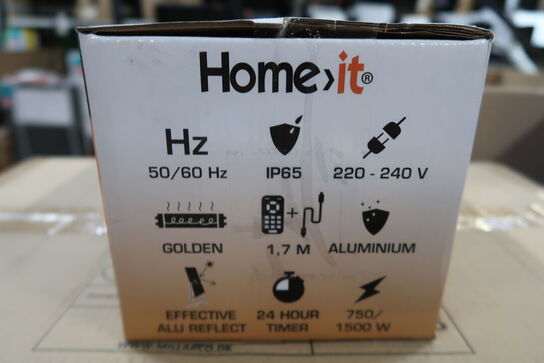 Home›it®
Hz
50/60 Hz
IP65
220 - 240 V
GOLDEN
1,7 M
ALUMINIUM
EFFECTIVE
ALU REFLECT
24 HOUR
TIMER
750/
1500 W